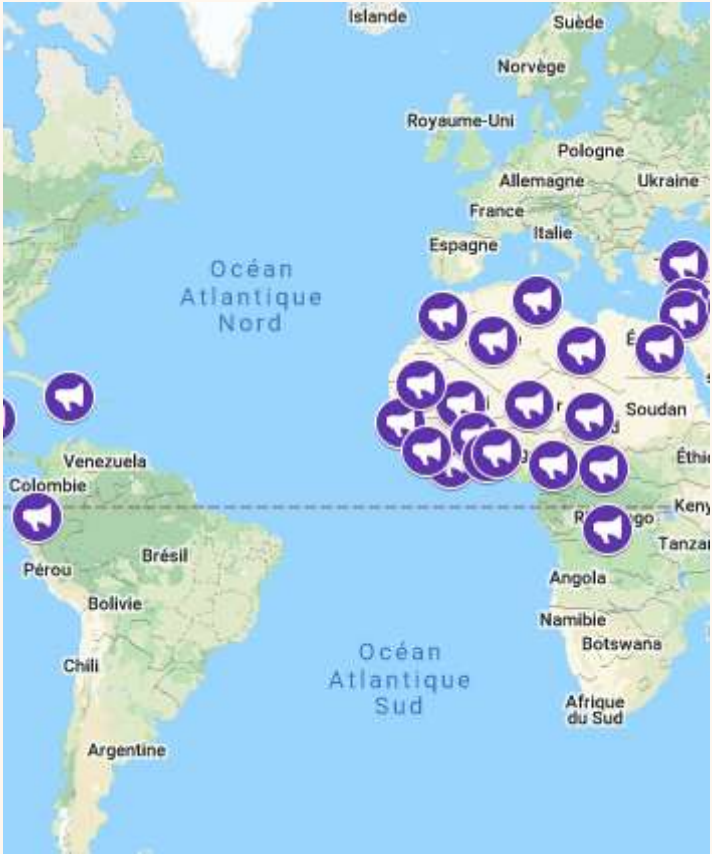 Islande
Suède
Norvège
Royaume-Uni
Pologne
Allemagne
Ukraine
France
Italie
Espagne
Océan
Atlantique
Nord
Soudan
Venezuela
Colombie
Brésil
Pérou
Bolivie
Angola
Namibie
Botswana
Chili
Océan
Atlantique
Sud
Afrique
du Sud
Argentine